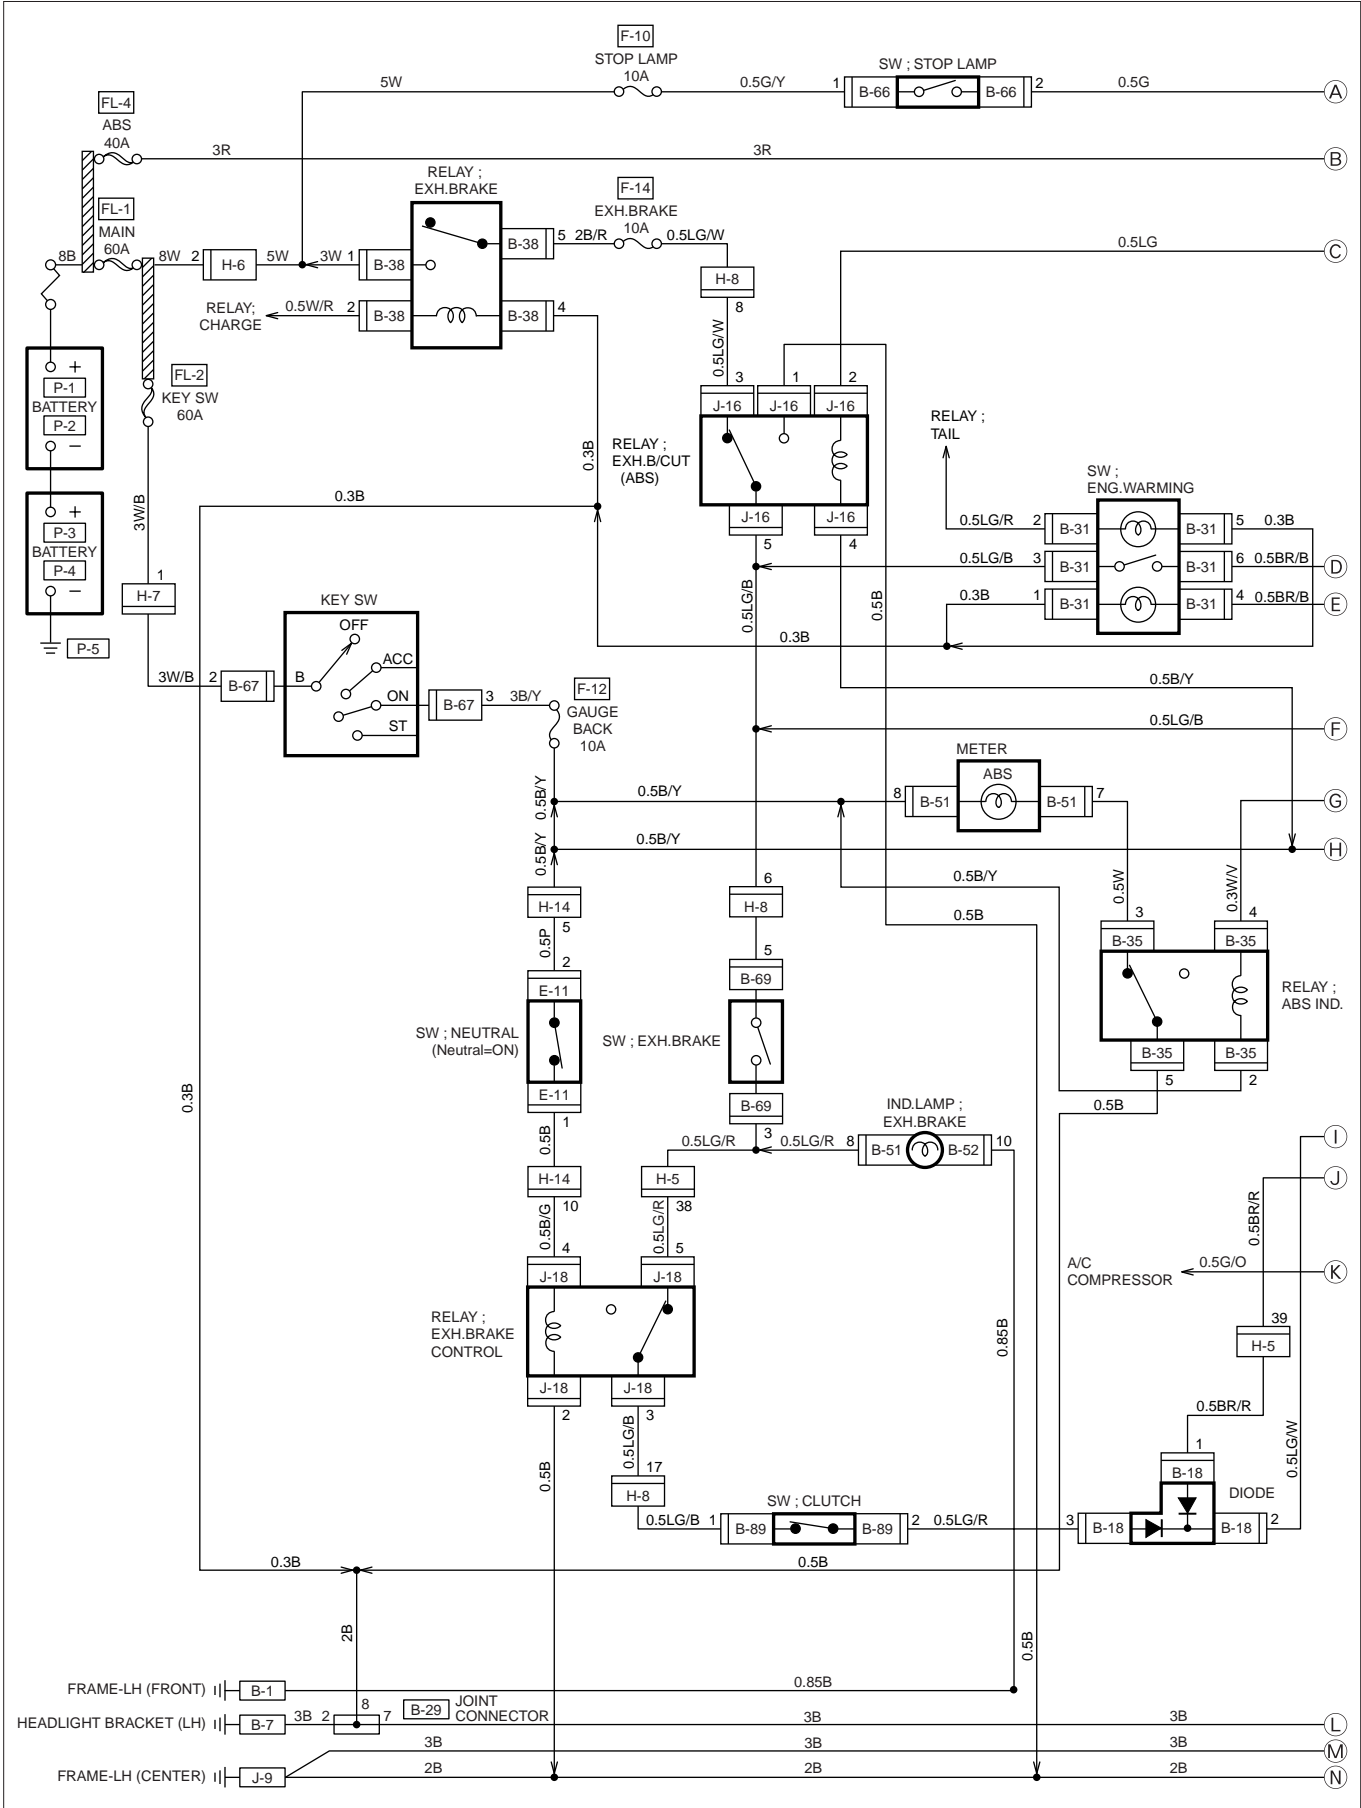 F-10
STOP LAMP
10A
SW ; STOP LAMP
5W
0.5G/Y
1
B-66
B-66
2
0.5G
A
FL-4
ABS
40A
3R
3R
B
RELAY ;
EXH.BRAKE
F-14
EXH.BRAKE
10A
FL-1
MAIN
60A
B-38
5
2B/R
0.5LG/W
8B
8W
2
H-6
5W
3W
1
B-38
0.5LG
C
H-8
8
RELAY;
CHARGE
0.5W/R
2
B-38
B-38
4
0.5LG/W
+
P-1
BATTERY
P-2
−
FL-2
KEY SW
60A
3
1
2
J-16
J-16
J-16
RELAY ;
EXH.B/CUT
(ABS)
RELAY ;
TAIL
0.3B
SW ;
ENG.WARMING
0.3B
3W/B
+
P-3
BATTERY
P-4
−
J-16
J-16
5
4
0.5LG/R
2
B-31
B-31
5
0.3B
0.5LG/B
3
B-31
B-31
6
0.5BR/B
D
0.3B
1
B-31
B-31
4
0.5BR/B
E
1
H-7
0.5LG/B
0.5B
KEY SW
OFF
0.3B
P-5
ACC
3W/B
2
B-67
B
ON
ST
B-67
3
3B/Y
F-12
GAUGE
BACK
10A
0.5B/Y
0.5LG/B
F
METER
ABS
0.5B/Y
0.5B/Y
8
B-51
B-51
7
G
0.5B/Y
0.5B/Y
H
0.5B/Y
0.5W
0.3W/V
6
H-14
5
H-8
0.5B
0.5P
3
4
B-35
B-35
2
E-11
5
B-69
RELAY ;
ABS IND.
SW ; NEUTRAL
(Neutral=ON)
SW ; EXH.BRAKE
B-35
B-35
5
2
E-11
1
B-69
3
0.3B
0.5B
IND.LAMP ;
EXH.BRAKE
0.5B
0.5LG/R
0.5LG/R
8
B-51
B-52
10
I
H-14
10
H-5
38
J
0.5B/G
0.5LG/R
0.5BR/R
4
5
J-18
J-18
A/C
COMPRESSOR
0.5G/O
K
RELAY ;
EXH.BRAKE
CONTROL
0.85B
39
H-5
J-18
J-18
2
3
0.5BR/R
0.5LG/B
0.5B
0.5LG/W
1
B-18
17
H-8
DIODE
SW ; CLUTCH
0.5LG/B
1
B-89
B-89
2
0.5LG/R
3
B-18
B-18
2
0.3B
0.5B
2B
0.5B
FRAME-LH (FRONT)
B-1
0.85B
8
B-29
JOINT
CONNECTOR
HEADLIGHT BRACKET (LH)
B-7
3B
2
7
3B
3B
L
3B
3B
3B
M
FRAME-LH (CENTER)
J-9
2B
2B
2B
N